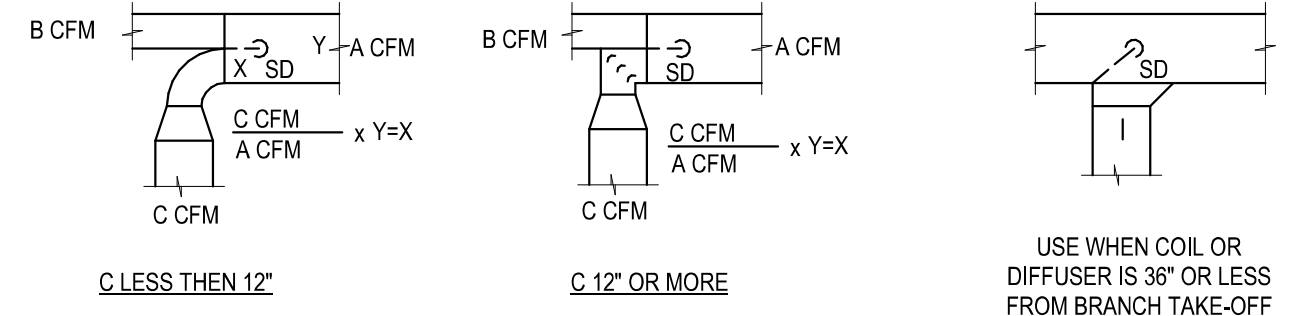 B CFM
Y
A CFM
X
SD
C CFM
A CFM
x Y=X
C CFM
C LESS THEN 12"
B CFM
A CFM
SD
C CFM
A CFM
x Y=X
C CFM
C 12" OR MORE
SD
USE WHEN COIL OR
DIFFUSER IS 36" OR LESS
FROM BRANCH TAKE-OFF